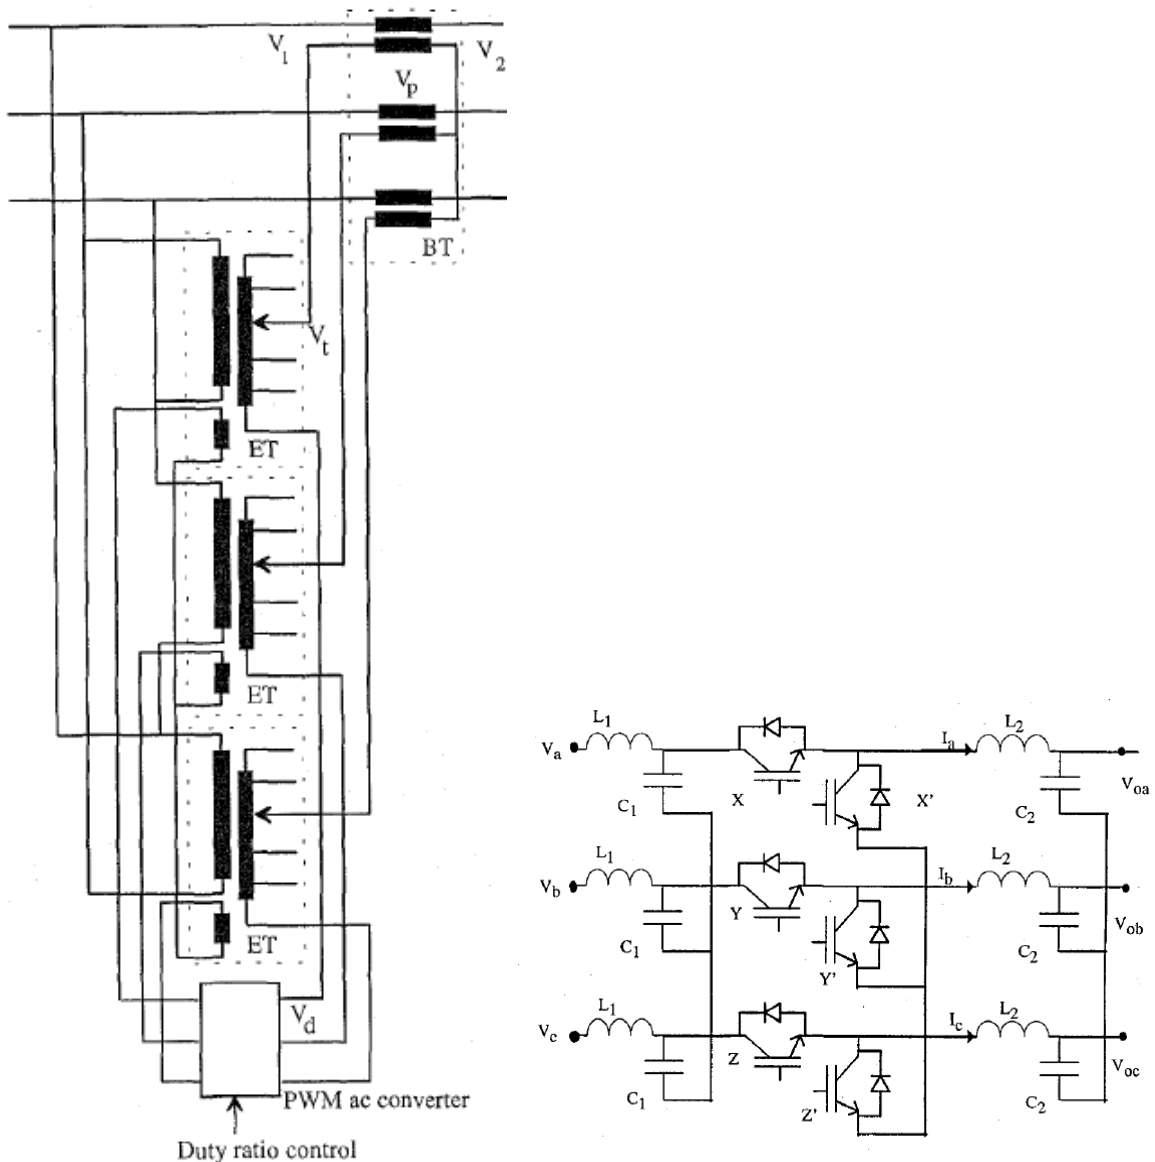 V1
V2
Vp
BT
Vt
ET
ET
ET
Vd
PWM ac converter
Duty ratio control
L1
Ia
L2
Va
C1
X
X'
C2
Voa
L1
Ib
L2
Vb
C1
Y
Y'
C2
Vob
L1
Ic
L2
Vc
C1
Z
Z'
C2
Voc